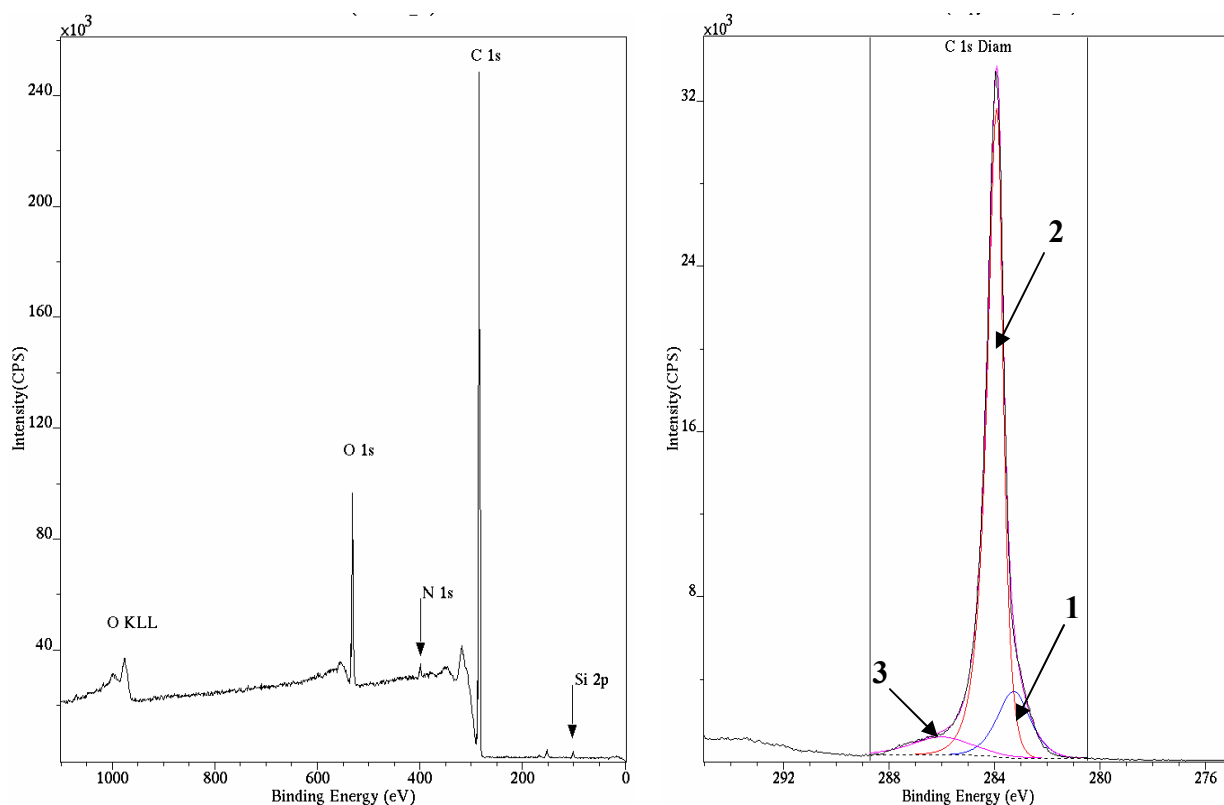 x10³
C 1s
240
200
160
120
80
40
Intensity(CPS)
O 1s
N 1s
O KLL
Si 2p
1000
800
600
400
200
0
Binding Energy (eV)
x10³
C 1s Diam
32
24
16
8
Intensity(CPS)
2
1
3
292
288
284
280
276
Binding Energy (eV)